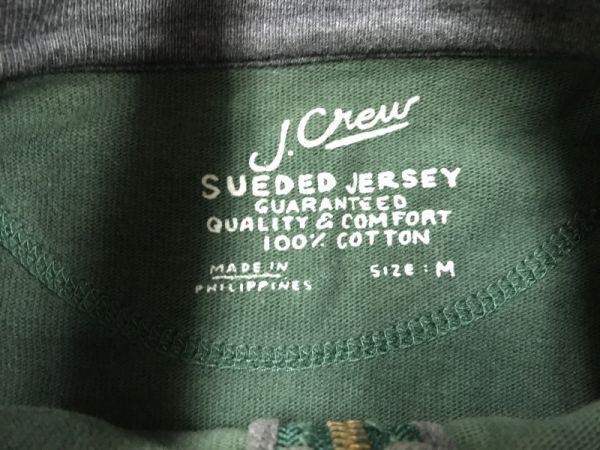 J.Crew
SUEDED JERSEY
GUARANTEED
QUALITY & COMFORT
100% COTTON
MADE IN
PHILIPPINES
SIZE: M